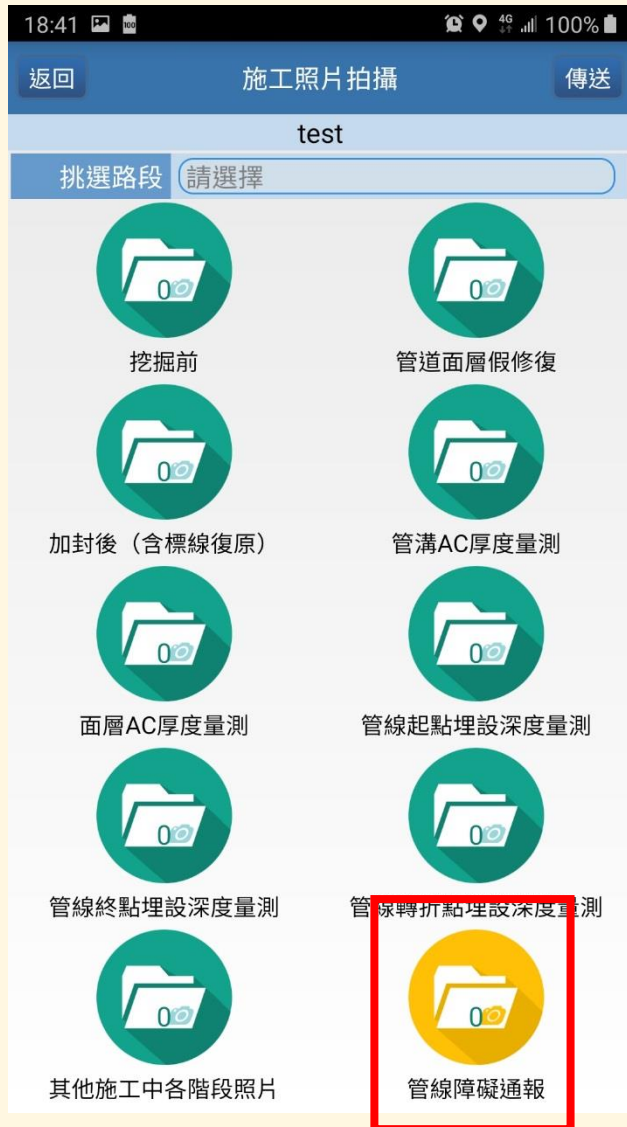 18:41 100 4G 100%
返回 施工照片拍攝 傳送
test
挑選路段 請選擇
0 0
挖掘前 管道面層假修復
0 0
加封後（含標線復原） 管溝AC厚度量測
0 0
面層AC厚度量測 管線起點埋設深度量測
0 0
管線終點埋設深度量測 管線轉折點埋設深度量測
0 0
其他施工中各階段照片 管線障礙通報